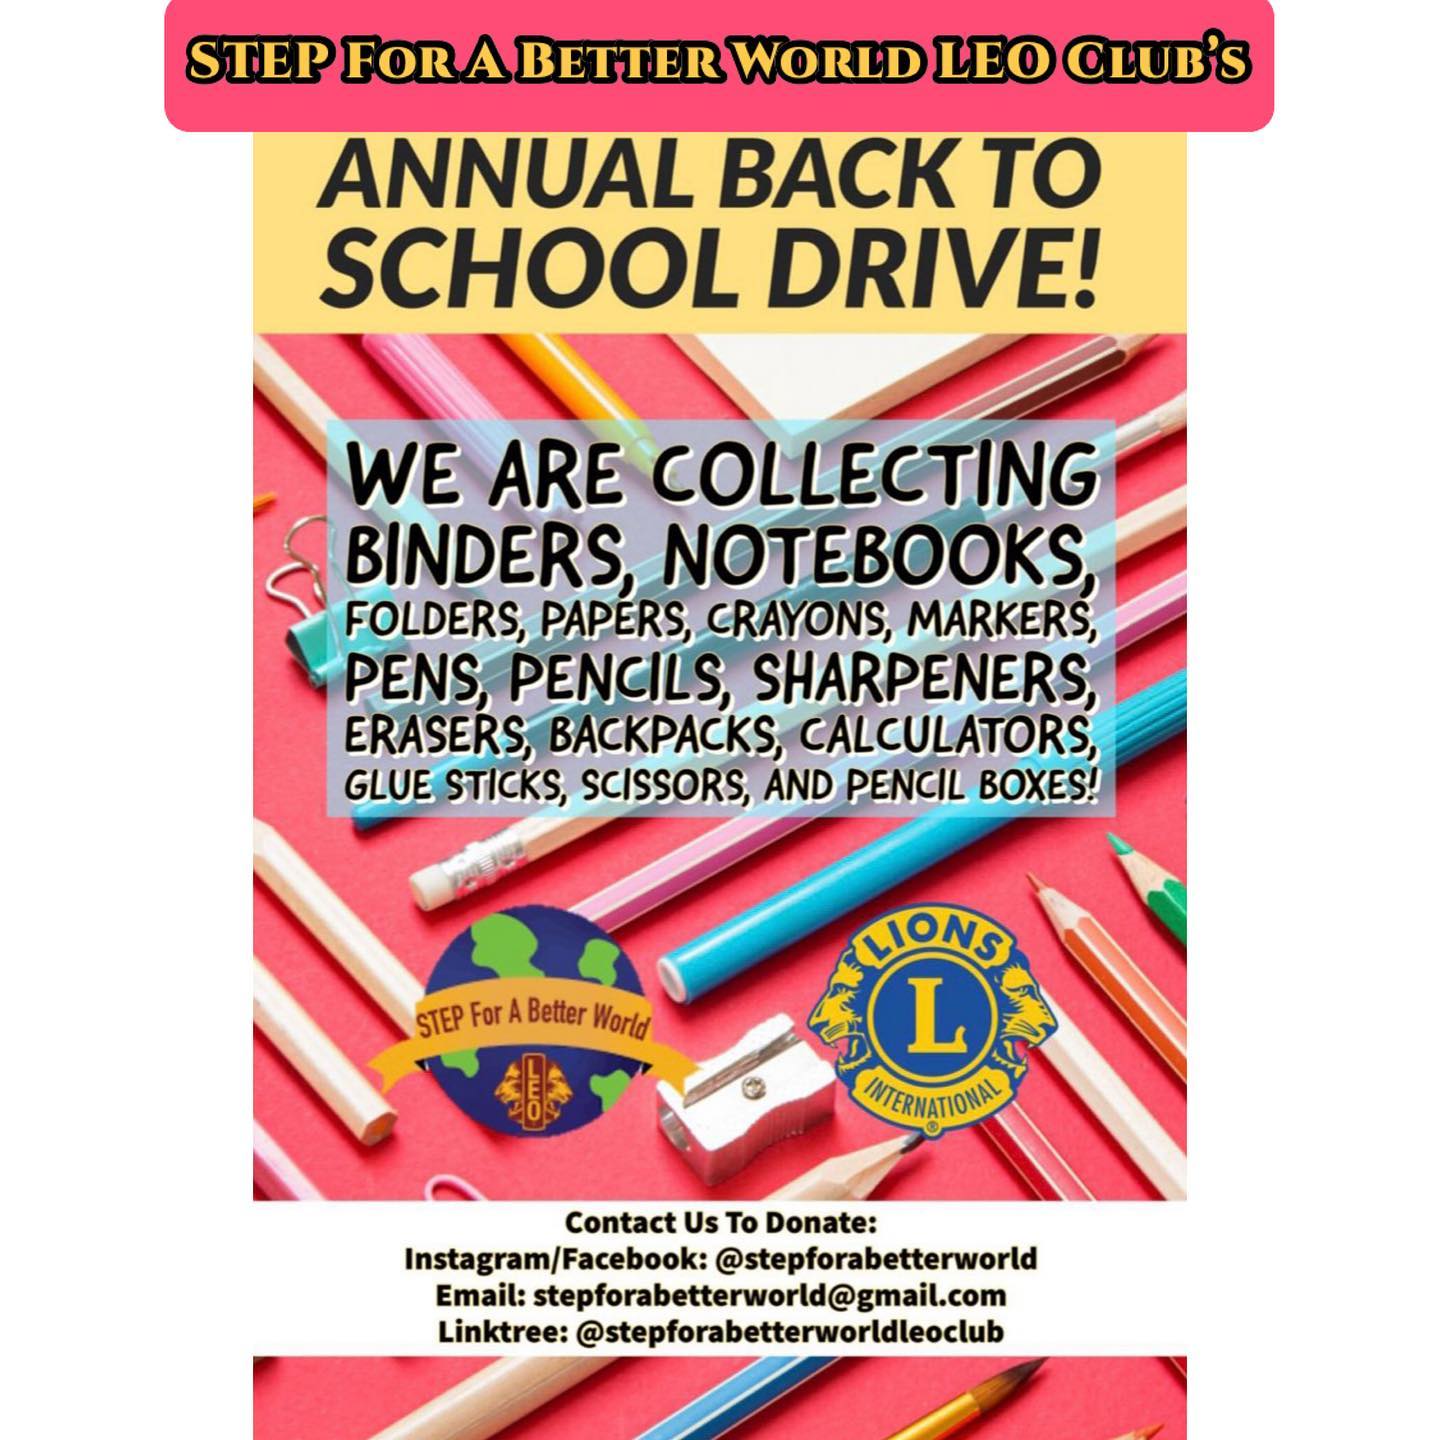 STEP For A Better World LEO Club's
ANNUAL BACK TO
SCHOOL DRIVE!
WE ARE COLLECTING
BINDERS, NOTEBOOKS,
FOLDERS, PAPERS, CRAYONS, MARKERS,
PENS, PENCILS, SHARPENERS,
ERASERS, BACKPACKS, CALCULATORS,
GLUE STICKS, SCISSORS, AND PENCIL BOXES!
STEP For A Better World
LEO
LIONS
L
INTERNATIONAL
®
Contact Us To Donate:
Instagram/Facebook: @stepforabetterworld
Email: stepforabetterworld@gmail.com
Linktree: @stepforabetterworldleoclub